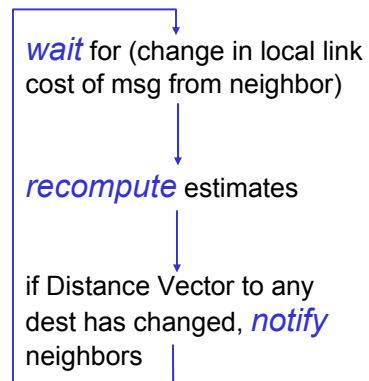 wait for (change in local link
cost of msg from neighbor)
recompute estimates
if Distance Vector to any
dest has changed, notify
neighbors